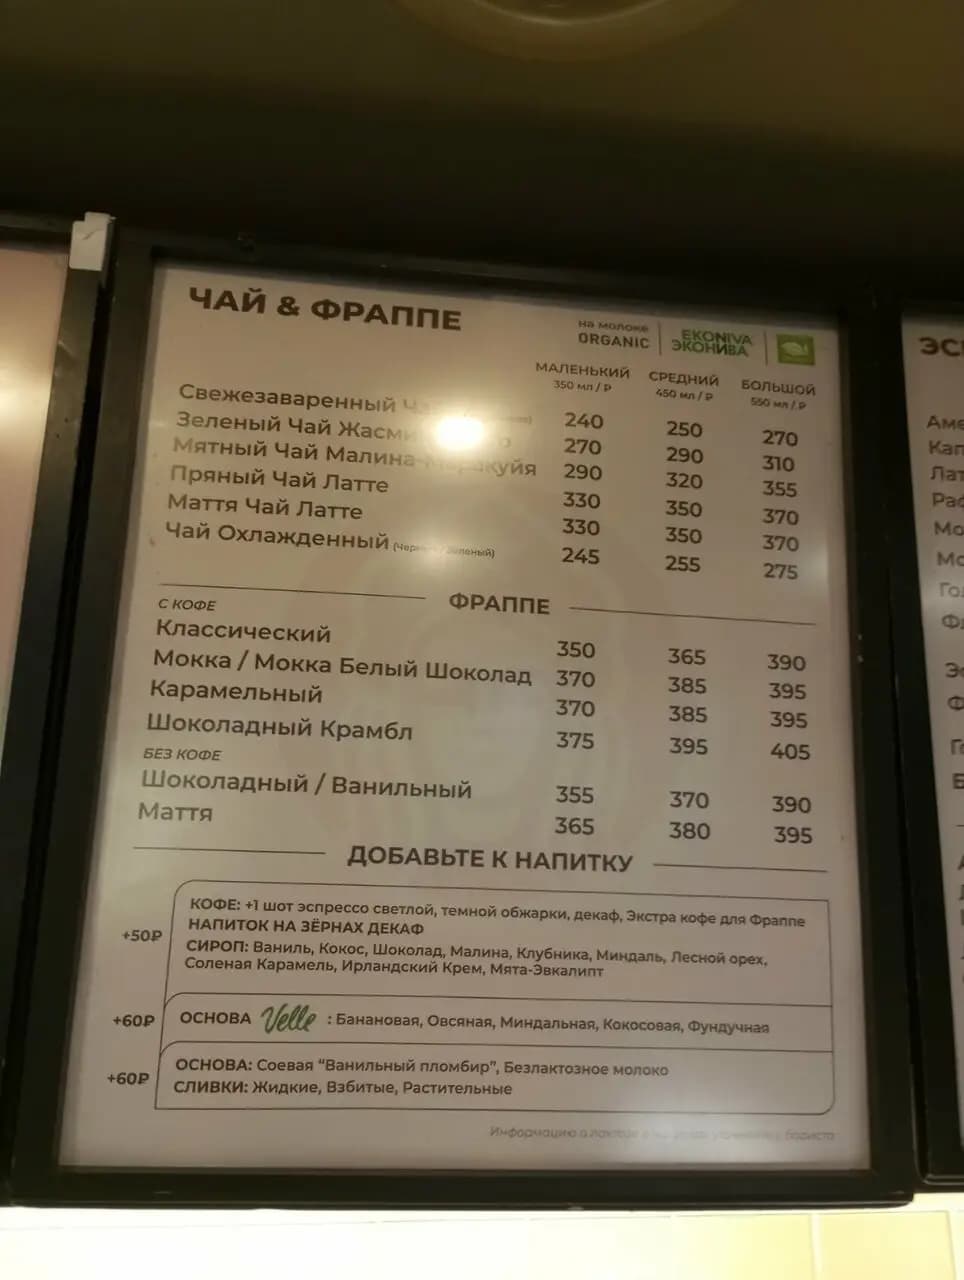 ЧАЙ & ФРАППЕ
на молоке
ORGANIC
EKONIVA
ЭКОНИВА
МАЛЕНЬКИЙ СРЕДНИЙ БОЛЬШОЙ
350 мл / ₽ 450 мл / ₽ 550 мл / ₽
Свежезаваренный 240 250 270
Зеленый Чай 270 290 310
Мятный Чай Малина-Маракуйя 290 320 355
Пряный Чай Латте 330 350 370
Маття Чай Латте 330 350 370
Чай Охлажденный (Черный / Зеленый) 245 255 275
ФРАППЕ
С КОФЕ
Классический 350 365 390
Мокка / Мокка Белый Шоколад 370 385 395
Карамельный 370 385 395
Шоколадный Крамбл 375 395 405
БЕЗ КОФЕ
Шоколадный / Ванильный 355 370 390
Маття 365 380 395
ДОБАВЬТЕ К НАПИТКУ
+50₽
КОФЕ: +1 шот эспрессо светлой, темной обжарки, декаф, Экстра кофе для Фраппе
НАПИТОК НА ЗЁРНАХ ДЕКАФ
СИРОП: Ваниль, Кокос, Шоколад, Малина, Клубника, Миндаль, Лесной орех,
Соленая Карамель, Ирландский Крем, Мята-Эвкалипт
+60₽
ОСНОВА Velle : Банановая, Овсяная, Миндальная, Кокосовая, Фундучная
+60₽
ОСНОВА: Соевая "Ванильный пломбир", Безлактозное молоко
СЛИВКИ: Жидкие, Взбитые, Растительные
Информацию о